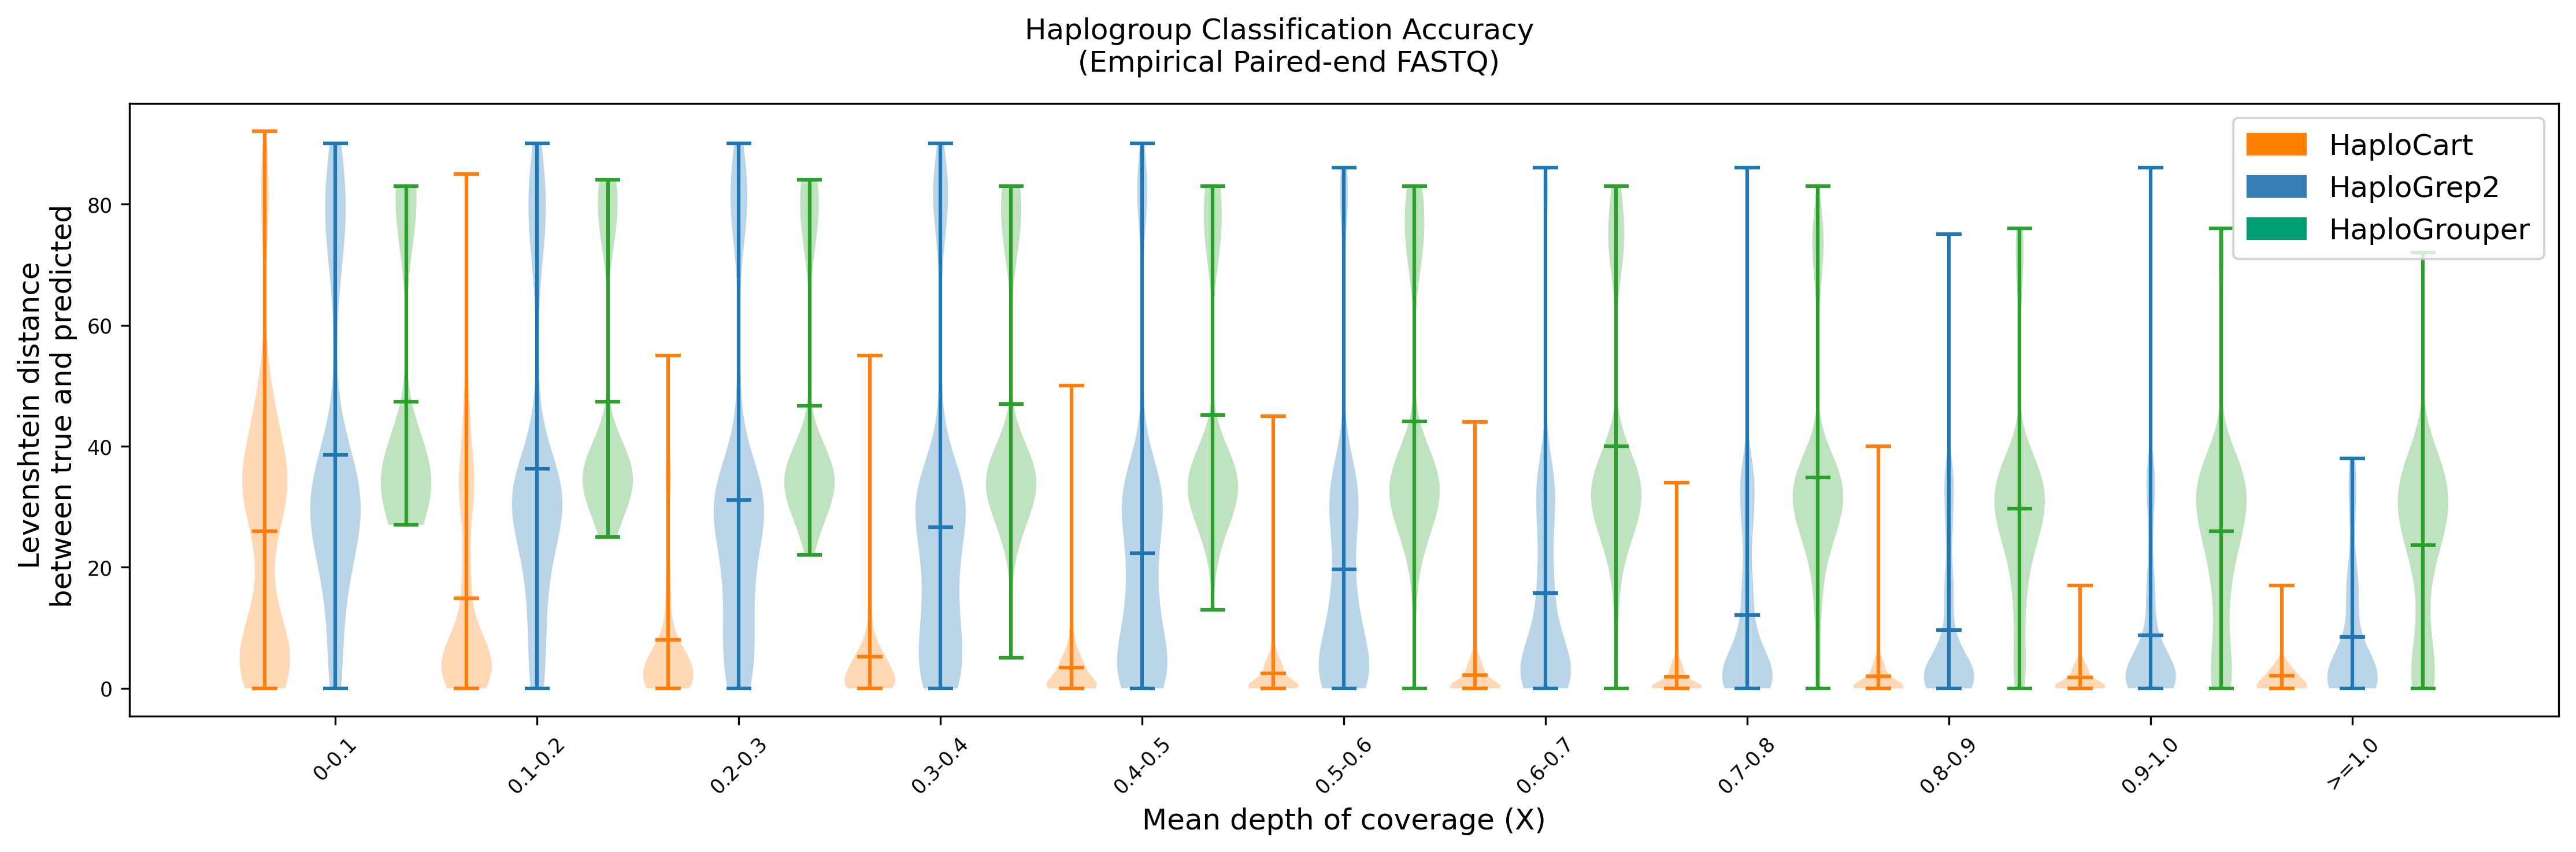 Haplogroup Classification Accuracy
(Empirical Paired-end FASTQ)
HaploCart
HaploGrep2
HaploGrouper
Levenshtein distance
between true and predicted
80
60
40
20
0
0-0.1
0.1-0.2
0.2-0.3
0.3-0.4
0.4-0.5
0.5-0.6
0.6-0.7
0.7-0.8
0.8-0.9
0.9-1.0
>=1.0
Mean depth of coverage (X)